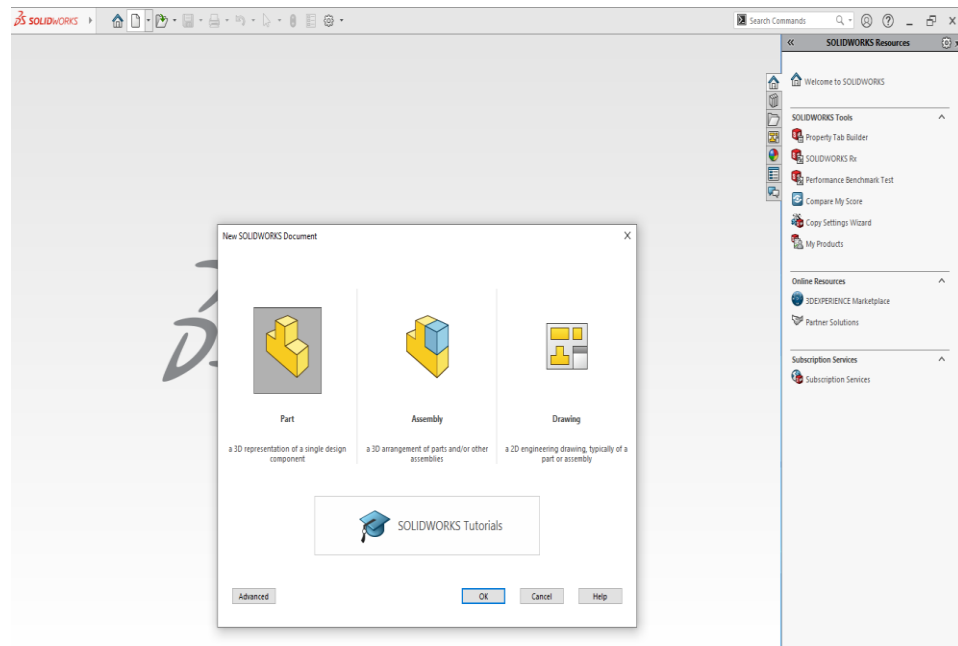 SOLIDWORKS
Search Commands
SOLIDWORKS Resources
Welcome to SOLIDWORKS
SOLIDWORKS Tools
Property Tab Builder
SOLIDWORKS Rx
Performance Benchmark Test
Compare My Score
Copy Settings Wizard
My Products
Online Resources
3DEXPERIENCE Marketplace
Partner Solutions
Subscription Services
Subscription Services
New SOLIDWORKS Document
X
Part
a 3D representation of a single design
component
Assembly
a 3D arrangement of parts and/or other
assemblies
Drawing
a 2D engineering drawing, typically of a
part or assembly
SOLIDWORKS Tutorials
Advanced
OK
Cancel
Help